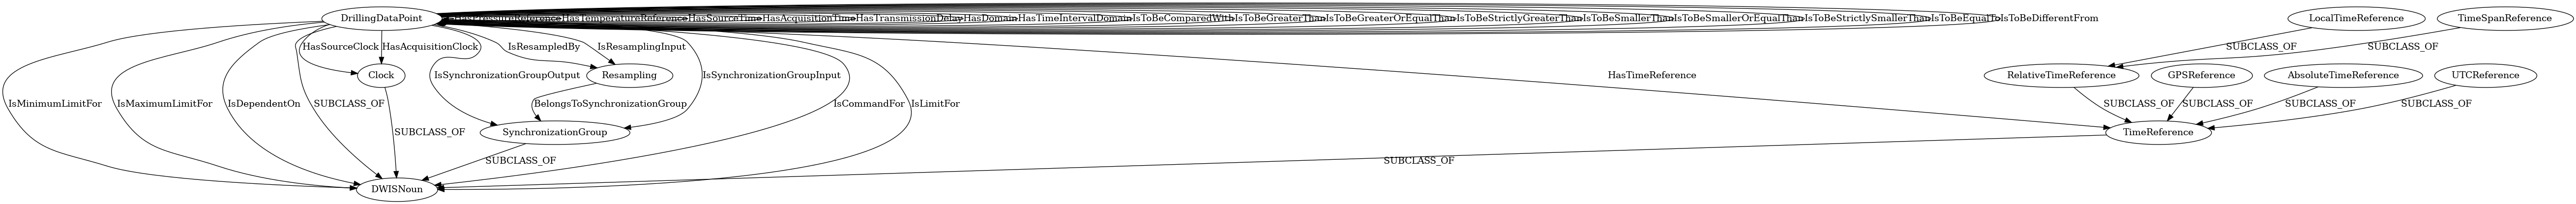 DrillingDataPoint
HasPressureReference
HasTemperatureReference
HasSourceTime
HasAcquisitionTime
HasTransmissionDelay
HasDomain
HasTimeIntervalDomain
IsToBeComparedWith
IsToBeGreaterThan
IsToBeGreaterOrEqualThan
IsToBeStrictlyGreaterThan
IsToBeSmallerThan
IsToBeSmallerOrEqualThan
IsToBeStrictlySmallerThan
IsToBeEqualTo
IsToBeDifferentFrom
LocalTimeReference
TimeSpanReference
HasSourceClock
HasAcquisitionClock
IsResampledBy
IsResamplingInput
SUBCLASS_OF
SUBCLASS_OF
Clock
IsSynchronizationGroupOutput
Resampling
IsSynchronizationGroupInput
HasTimeReference
RelativeTimeReference
GPSReference
AbsoluteTimeReference
UTCReference
IsMinimumLimitFor
IsMaximumLimitFor
IsDependentOn
SUBCLASS_OF
BelongsToSynchronizationGroup
IsCommandFor
IsLimitFor
SUBCLASS_OF
SUBCLASS_OF
SUBCLASS_OF
SUBCLASS_OF
SUBCLASS_OF
SynchronizationGroup
TimeReference
SUBCLASS_OF
SUBCLASS_OF
DWISNoun